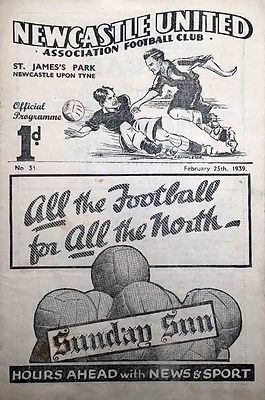 NEWCASTLE UNITED
· ASSOCIATION FOOTBALL CLUB ·
ST. JAMES'S PARK
NEWCASTLE UPON TYNE
Official
Programme
1d
No. 31.
February 25th, 1939.
All the Football
for All the North—
Sunday Sun
HOURS AHEAD with NEWS & SPORT